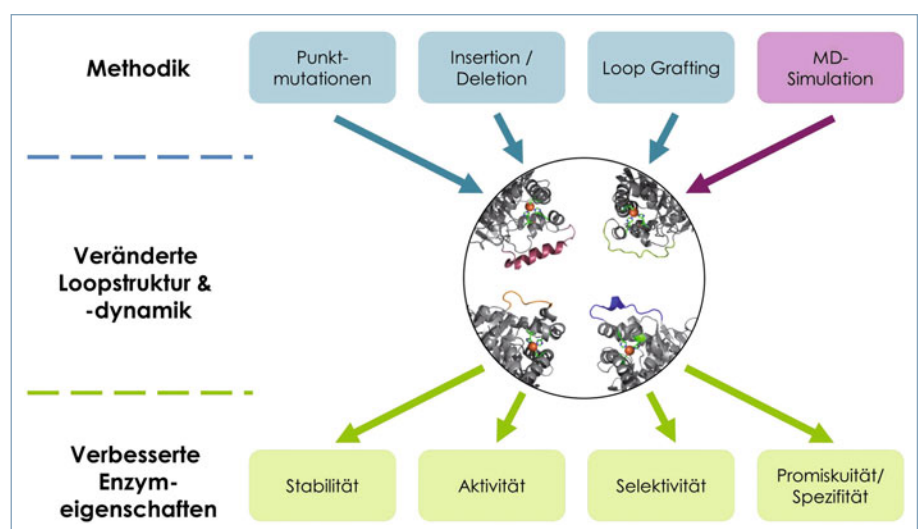 Methodik
Punkt-
mutationen
Insertion /
Deletion
Loop Grafting
MD-
Simulation
Veränderte
Loopstruktur &
-dynamik
Verbesserte
Enzym-
eigenschaften
Stabilität
Aktivität
Selektivität
Promiskuität/
Spezifität